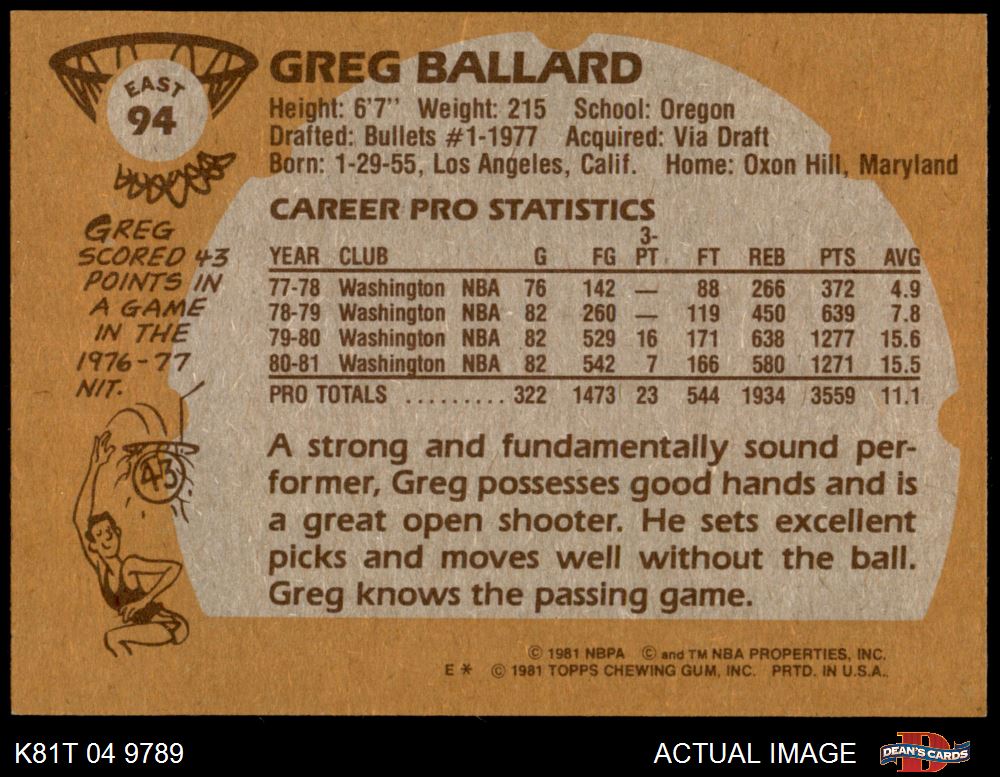 EAST
94
GREG BALLARD
Height: 6'7" Weight: 215 School: Oregon
Drafted: Bullets #1-1977 Acquired: Via Draft
Born: 1-29-55, Los Angeles, Calif. Home: Oxon Hill, Maryland
GREG
SCORED 43
POINTS IN
A GAME
IN THE
1976-77
NIT.
43
CAREER PRO STATISTICS
YEAR CLUB G FG 3-PT FT REB PTS AVG
77-78 Washington NBA 76 142 — 88 266 372 4.9
78-79 Washington NBA 82 260 — 119 450 639 7.8
79-80 Washington NBA 82 529 16 171 638 1277 15.6
80-81 Washington NBA 82 542 7 166 580 1271 15.5
PRO TOTALS ......... 322 1473 23 544 1934 3559 11.1
A strong and fundamentally sound per-
former, Greg possesses good hands and is
a great open shooter. He sets excellent
picks and moves well without the ball.
Greg knows the passing game.
© 1981 NBPA © and TM NBA PROPERTIES, INC.
E * © 1981 TOPPS CHEWING GUM, INC. PRTD. IN U.S.A.
K81T 04 9789 ACTUAL IMAGE
DEAN'S CARDS